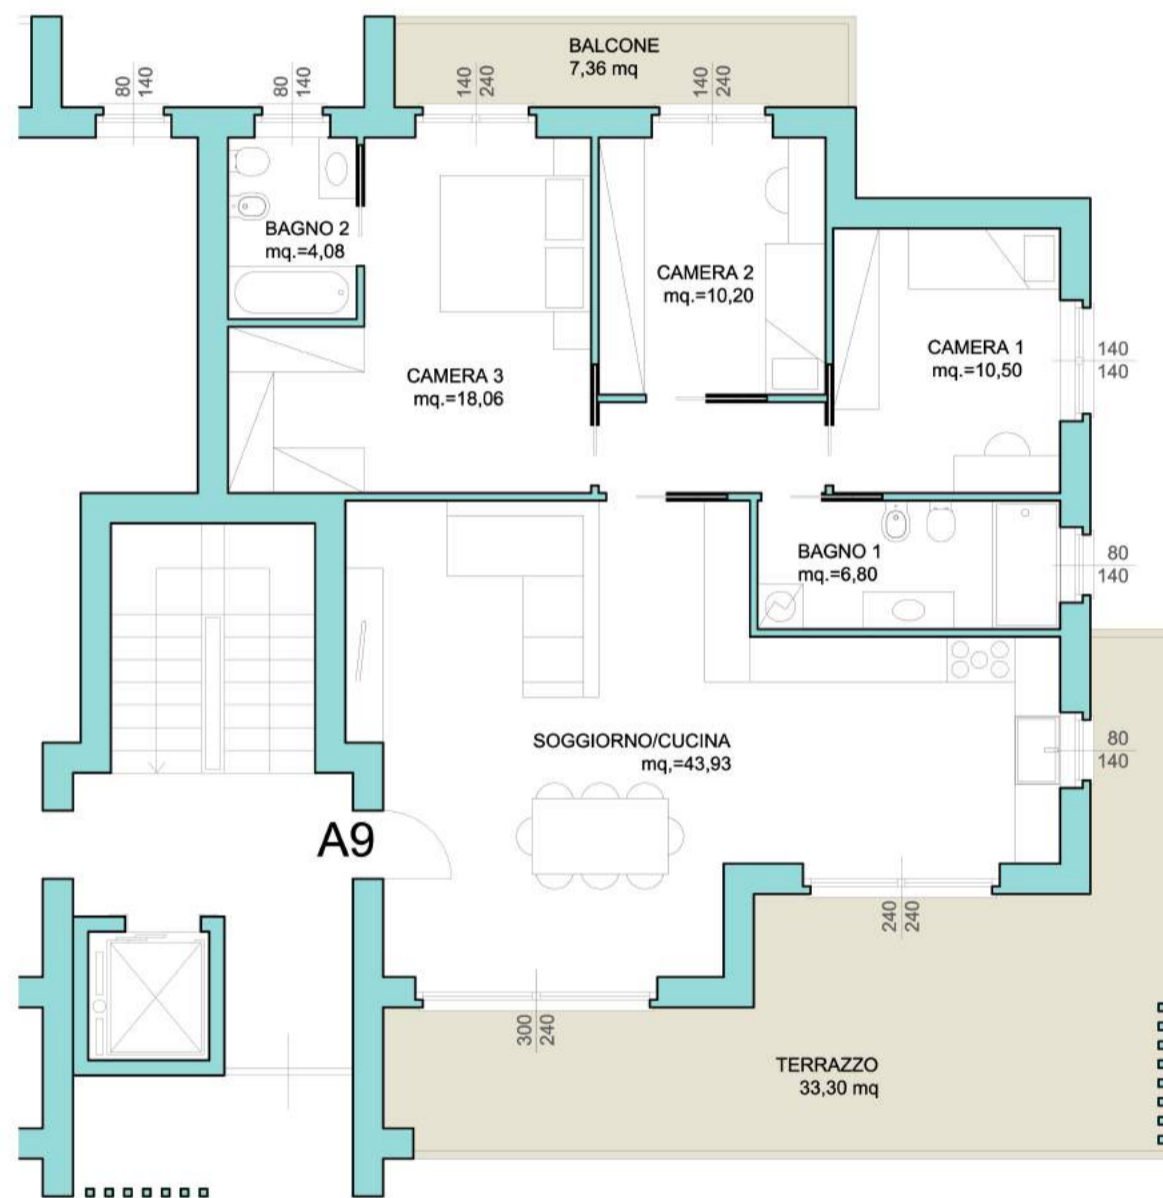 BALCONE
7,36 mq
80
140
80
140
140
240
140
240
BAGNO 2
mq.=4,08
CAMERA 2
mq.=10,20
CAMERA 1
mq.=10,50
140
140
CAMERA 3
mq.=18,06
BAGNO 1
mq.=6,80
80
140
SOGGIORNO/CUCINA
mq,=43,93
80
140
A9
240
240
300
240
TERRAZZO
33,30 mq